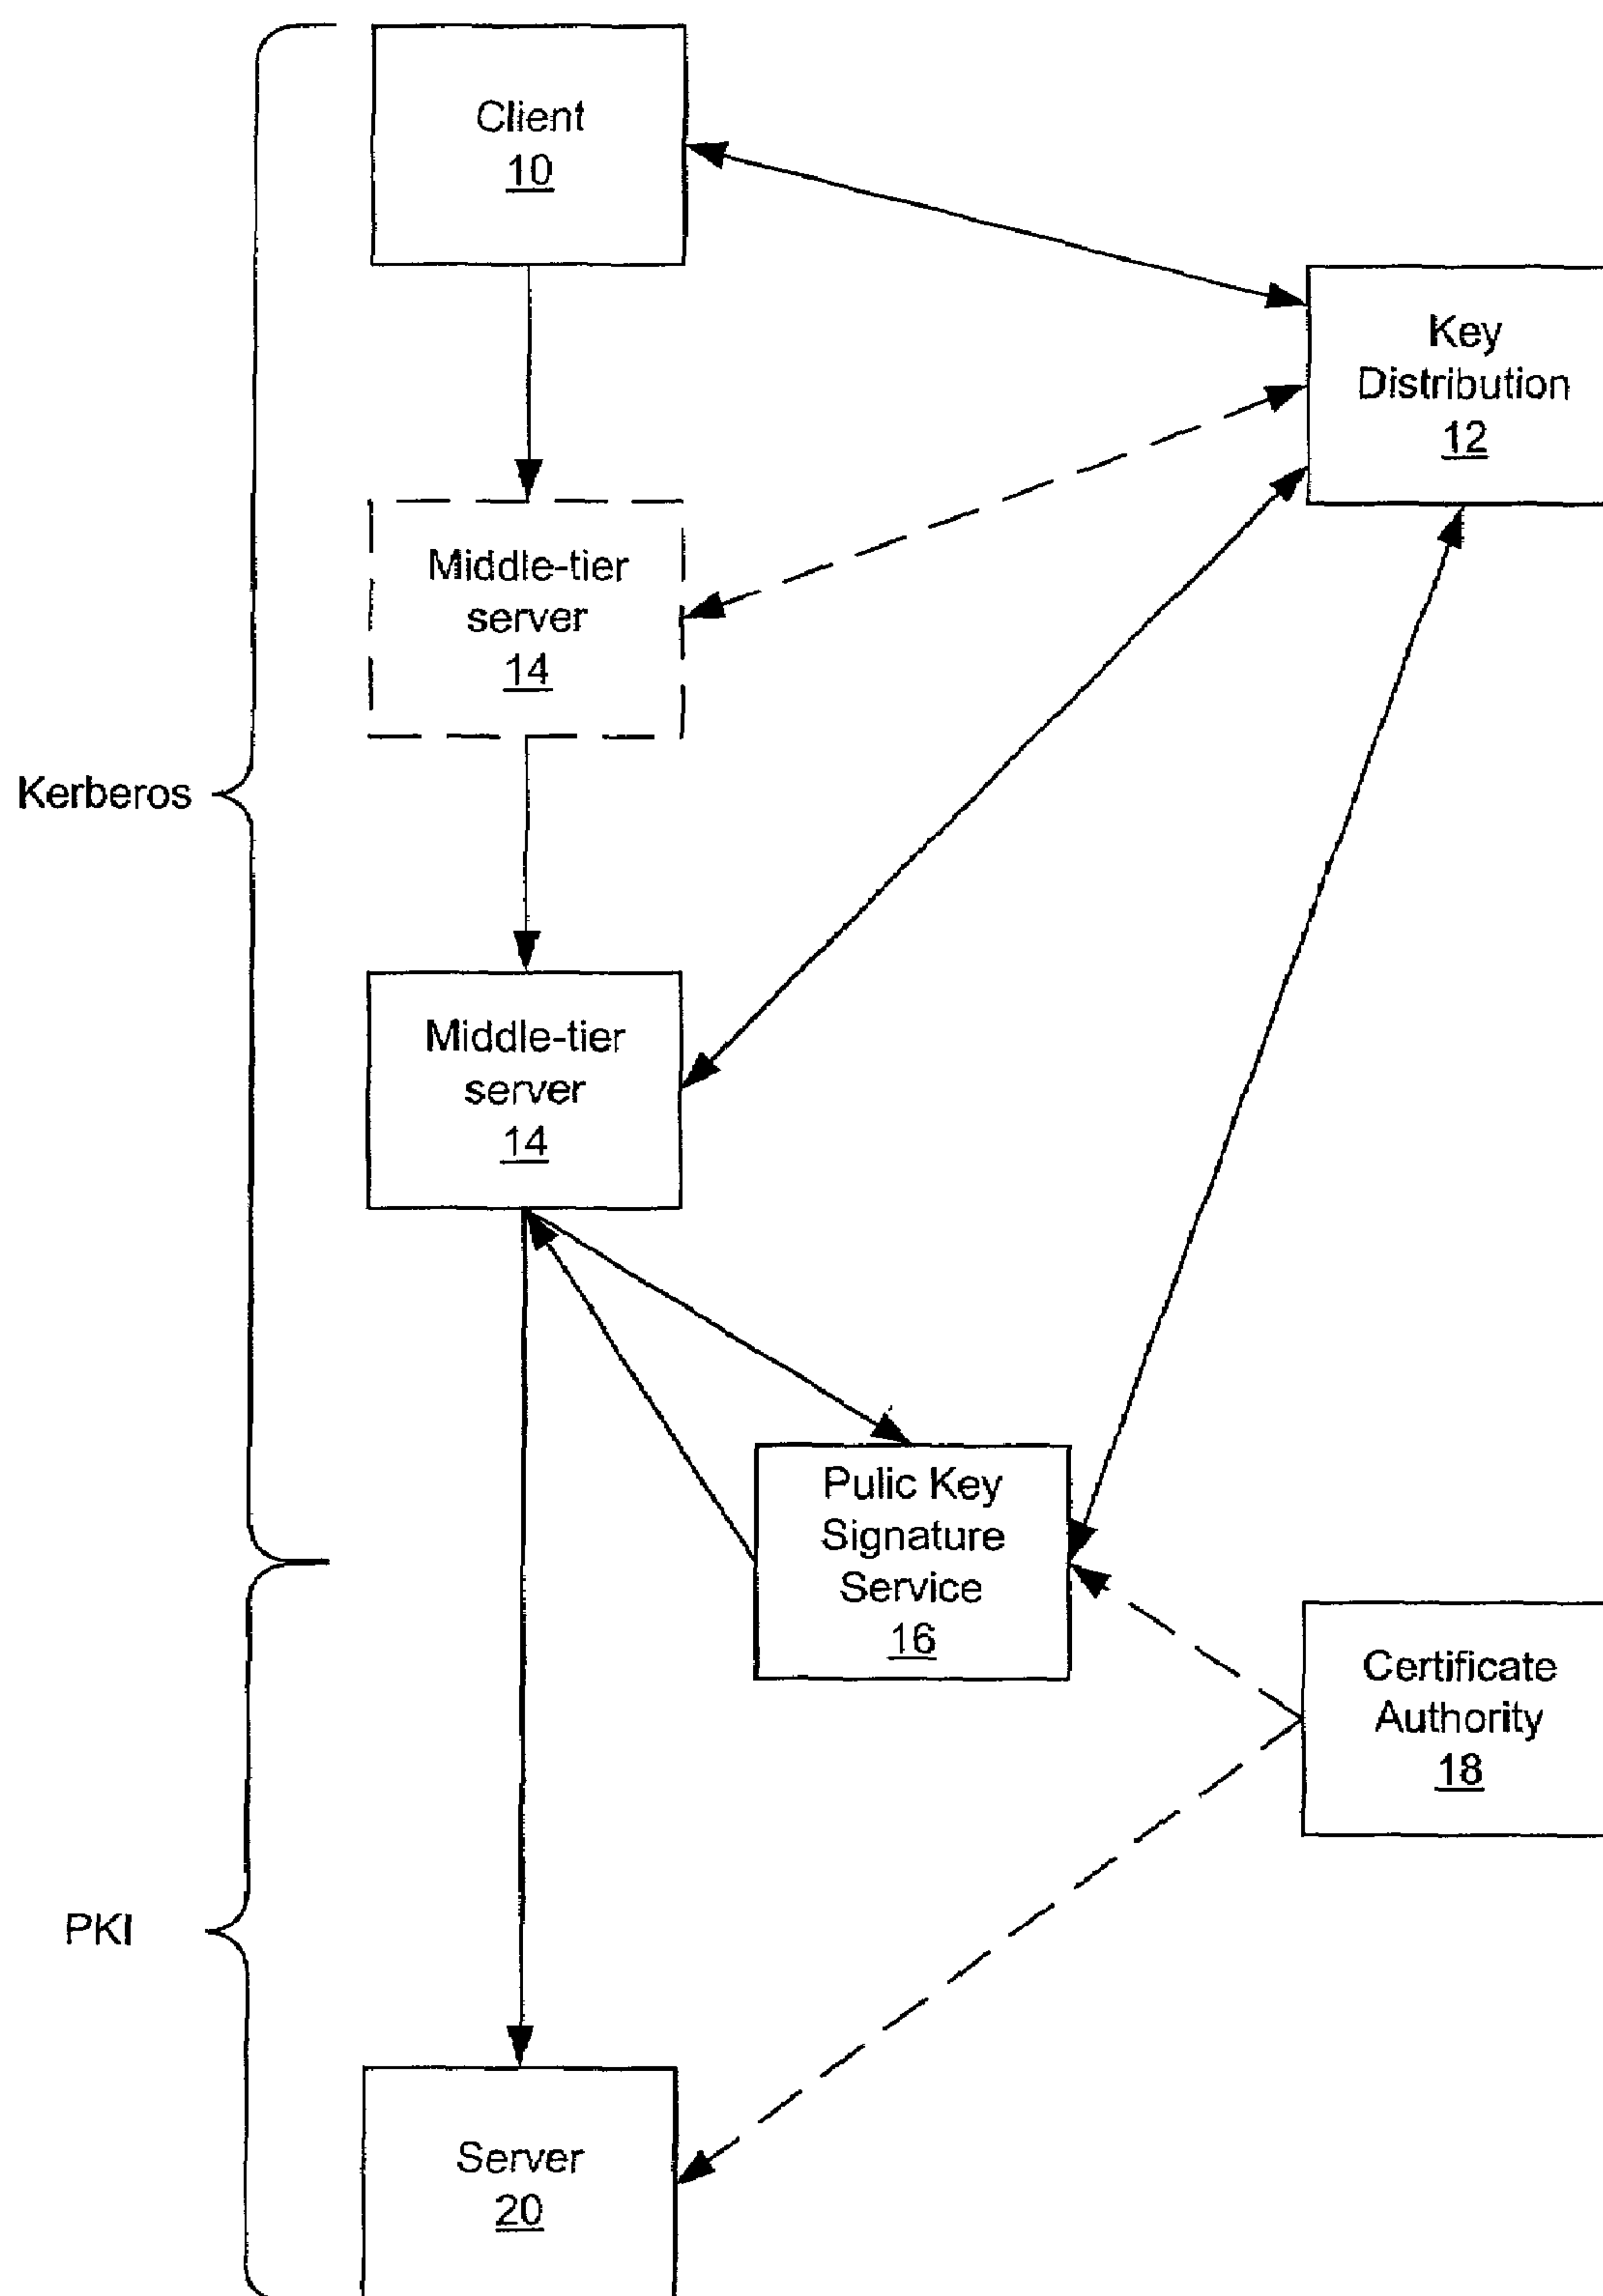 Client
10
Key
Distribution
12
Middle-tier
server
14
Kerberos
Middle-tier
server
14
Pulic Key
Signature
Service
16
Certificate
Authority
18
PKI
Server
20